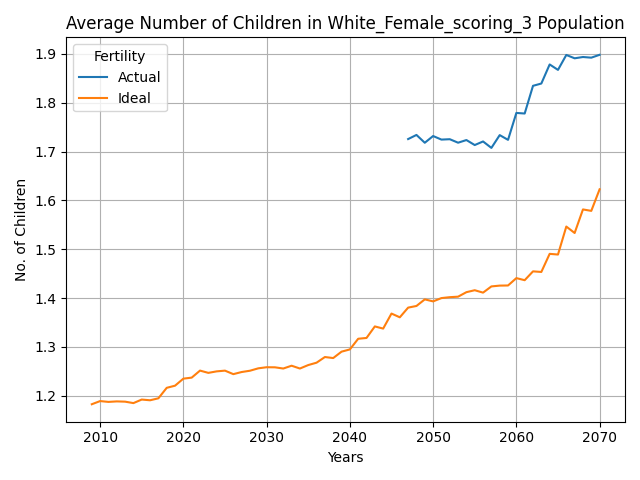 Average Number of Children in White_Female_scoring_3 Population
Fertility
Actual
Ideal
No. of Children
1.9
1.8
1.7
1.6
1.5
1.4
1.3
1.2
2010 2020 2030 2040 2050 2060 2070
Years